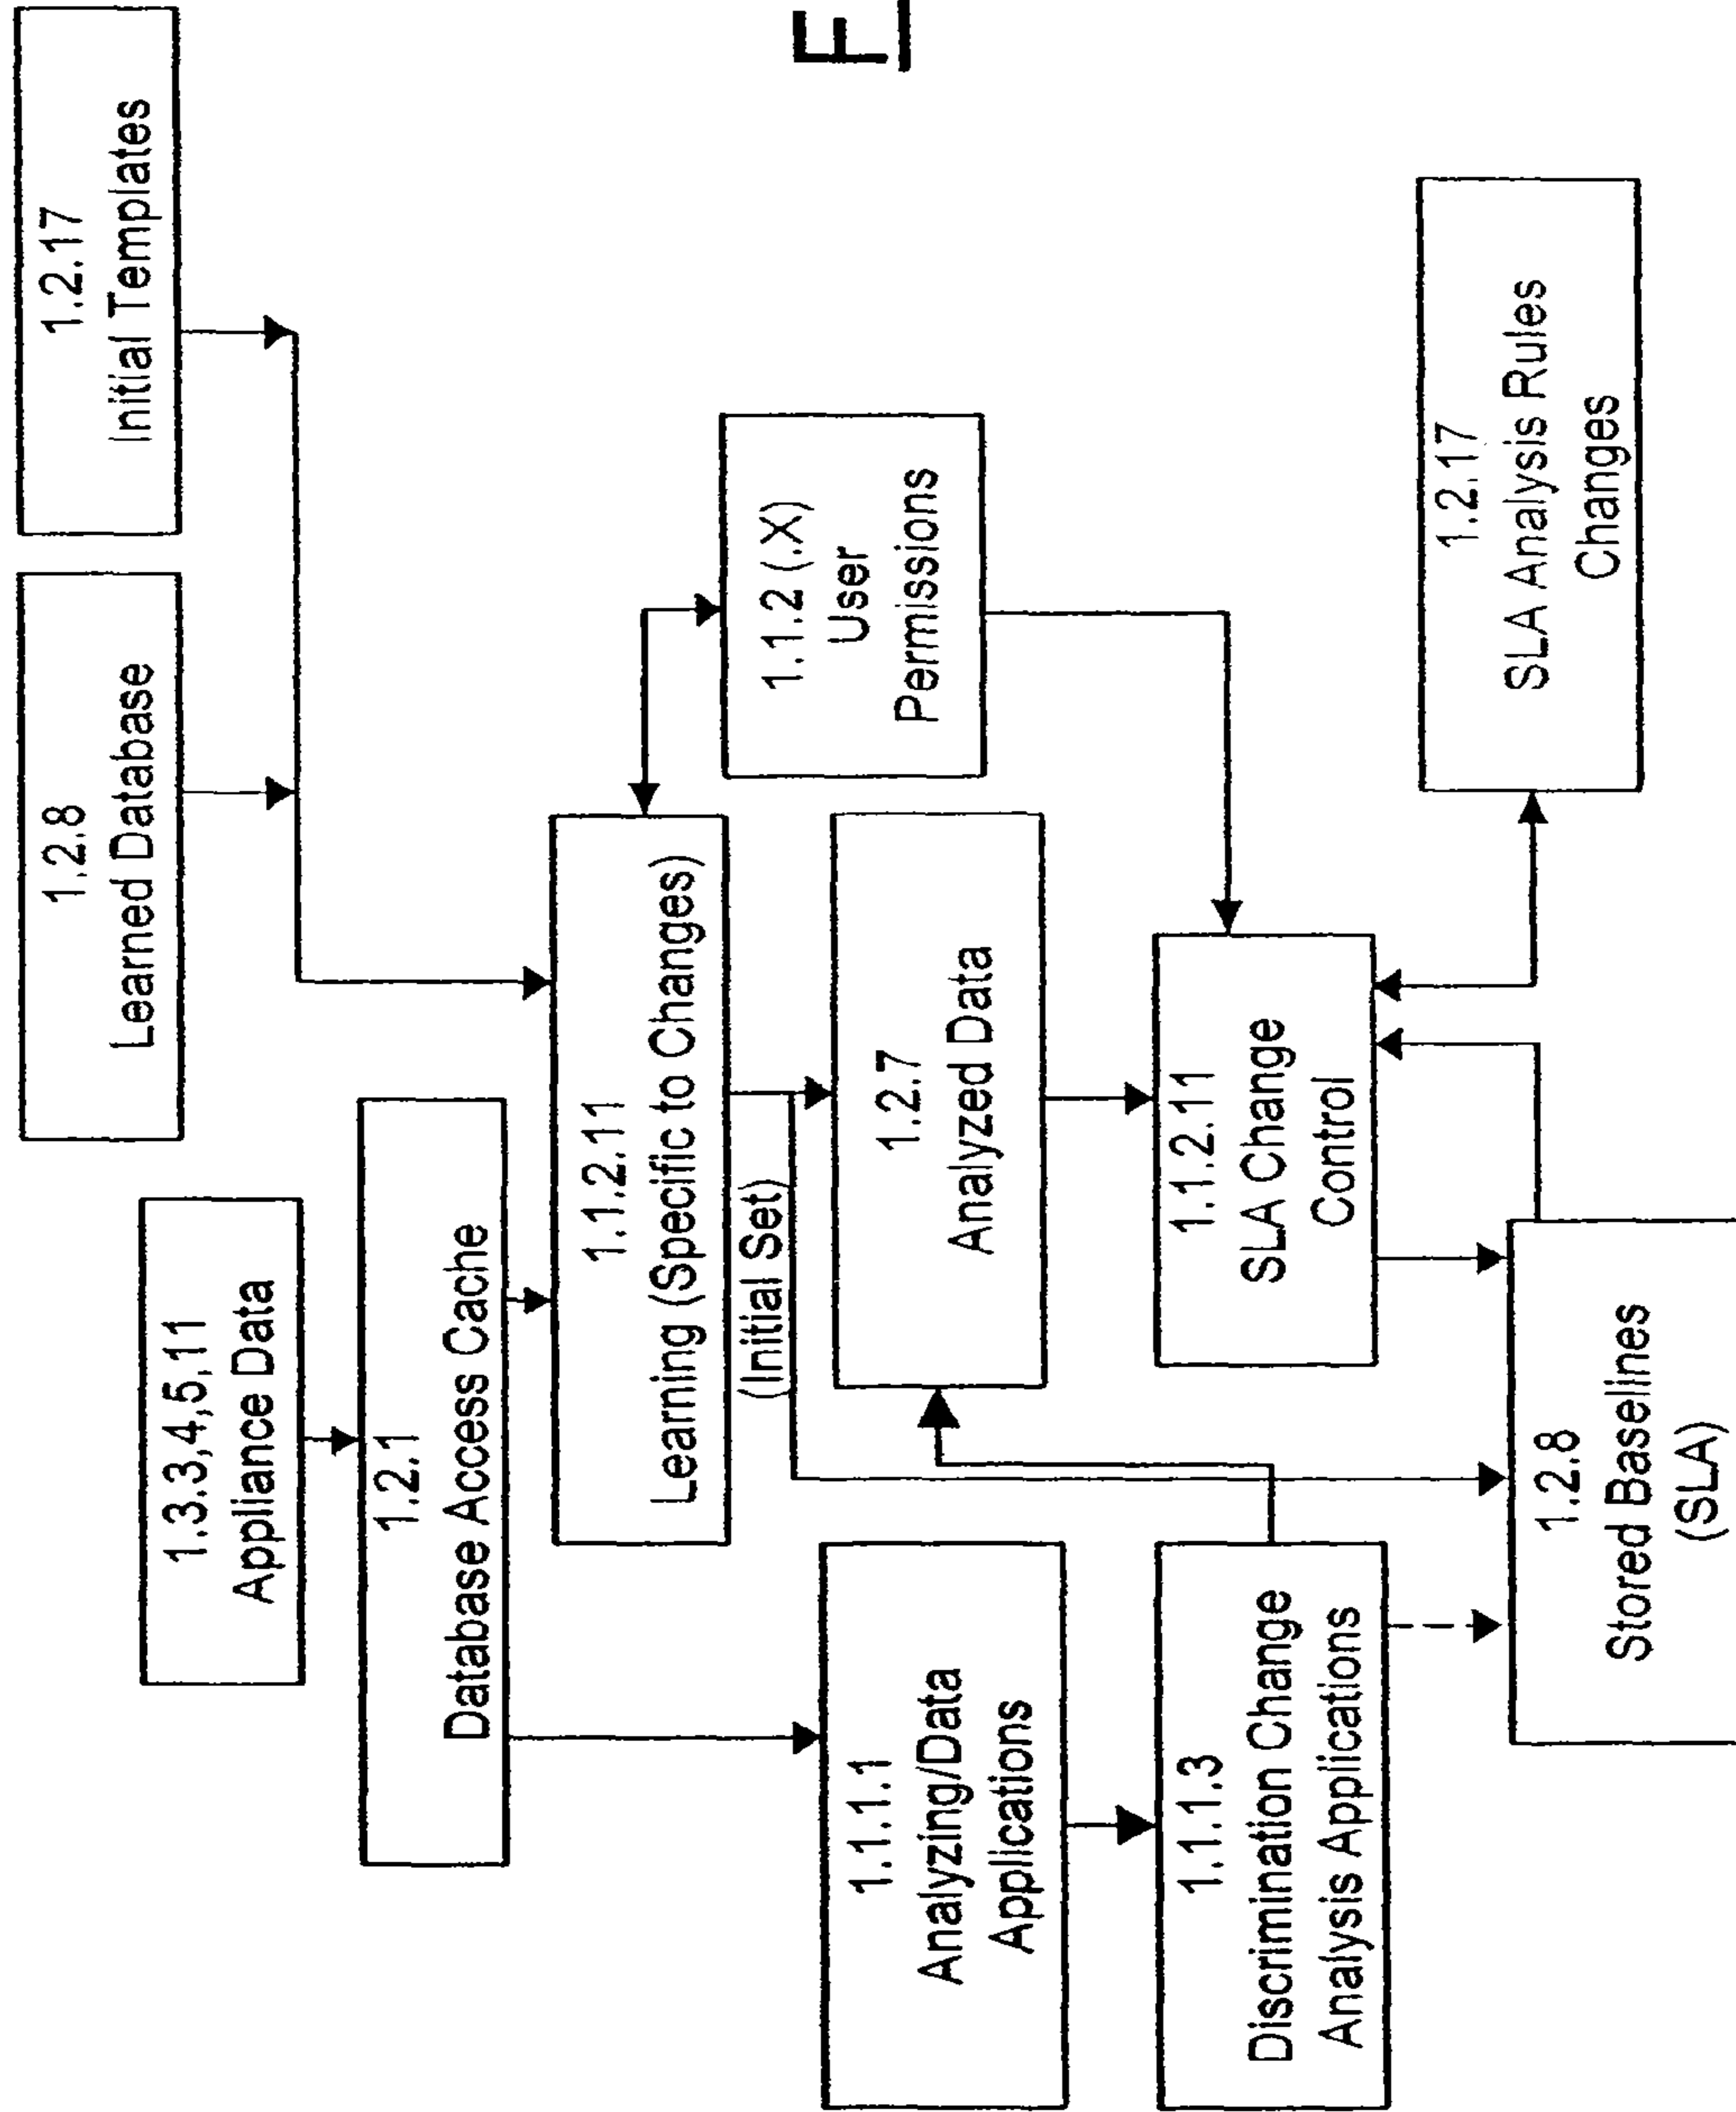 1.2.17
Initial Templates
1.2.8
Learned Database
1.3.3,4,5,11
Appliance Data
1.2.1
Database Access Cache
1.1.2.11
Learning (Specific to Changes)
(Initial Set)
1.1.2 (.X)
User
Permissions
1.1.1.1
Analyzing/Data
Applications
1.2.7
Analyzed Data
1.1.1.3
Discrimination Change
Analysis Applications
1.1.2.11
SLA Change
Control
1.2.8
Stored Baselines
(SLA)
1.2.17
SLA Analysis Rules
Changes
F